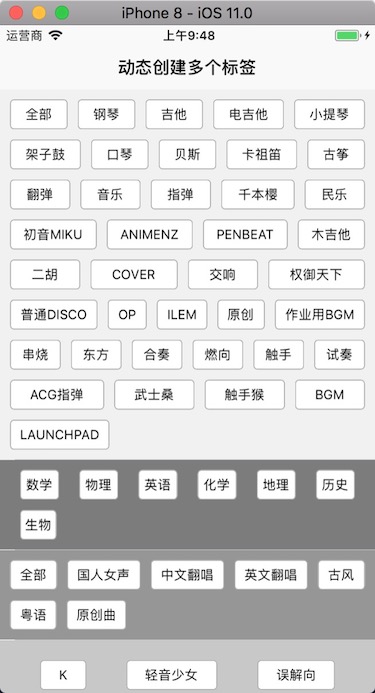 iPhone 8 - iOS 11.0
运营商 上午9:48
动态创建多个标签
全部 钢琴 吉他 电吉他 小提琴
架子鼓 口琴 贝斯 卡祖笛 古筝
翻弹 音乐 指弹 千本樱 民乐
初音MIKU ANIMENZ PENBEAT 木吉他
二胡 COVER 交响 权御天下
普通DISCO OP ILEM 原创 作业用BGM
串烧 东方 合奏 燃向 触手 试奏
ACG指弹 武士桑 触手猴 BGM
LAUNCHPAD
数学 物理 英语 化学 地理 历史
生物
全部 国人女声 中文翻唱 英文翻唱 古风
粤语 原创曲
K 轻音少女 误解向